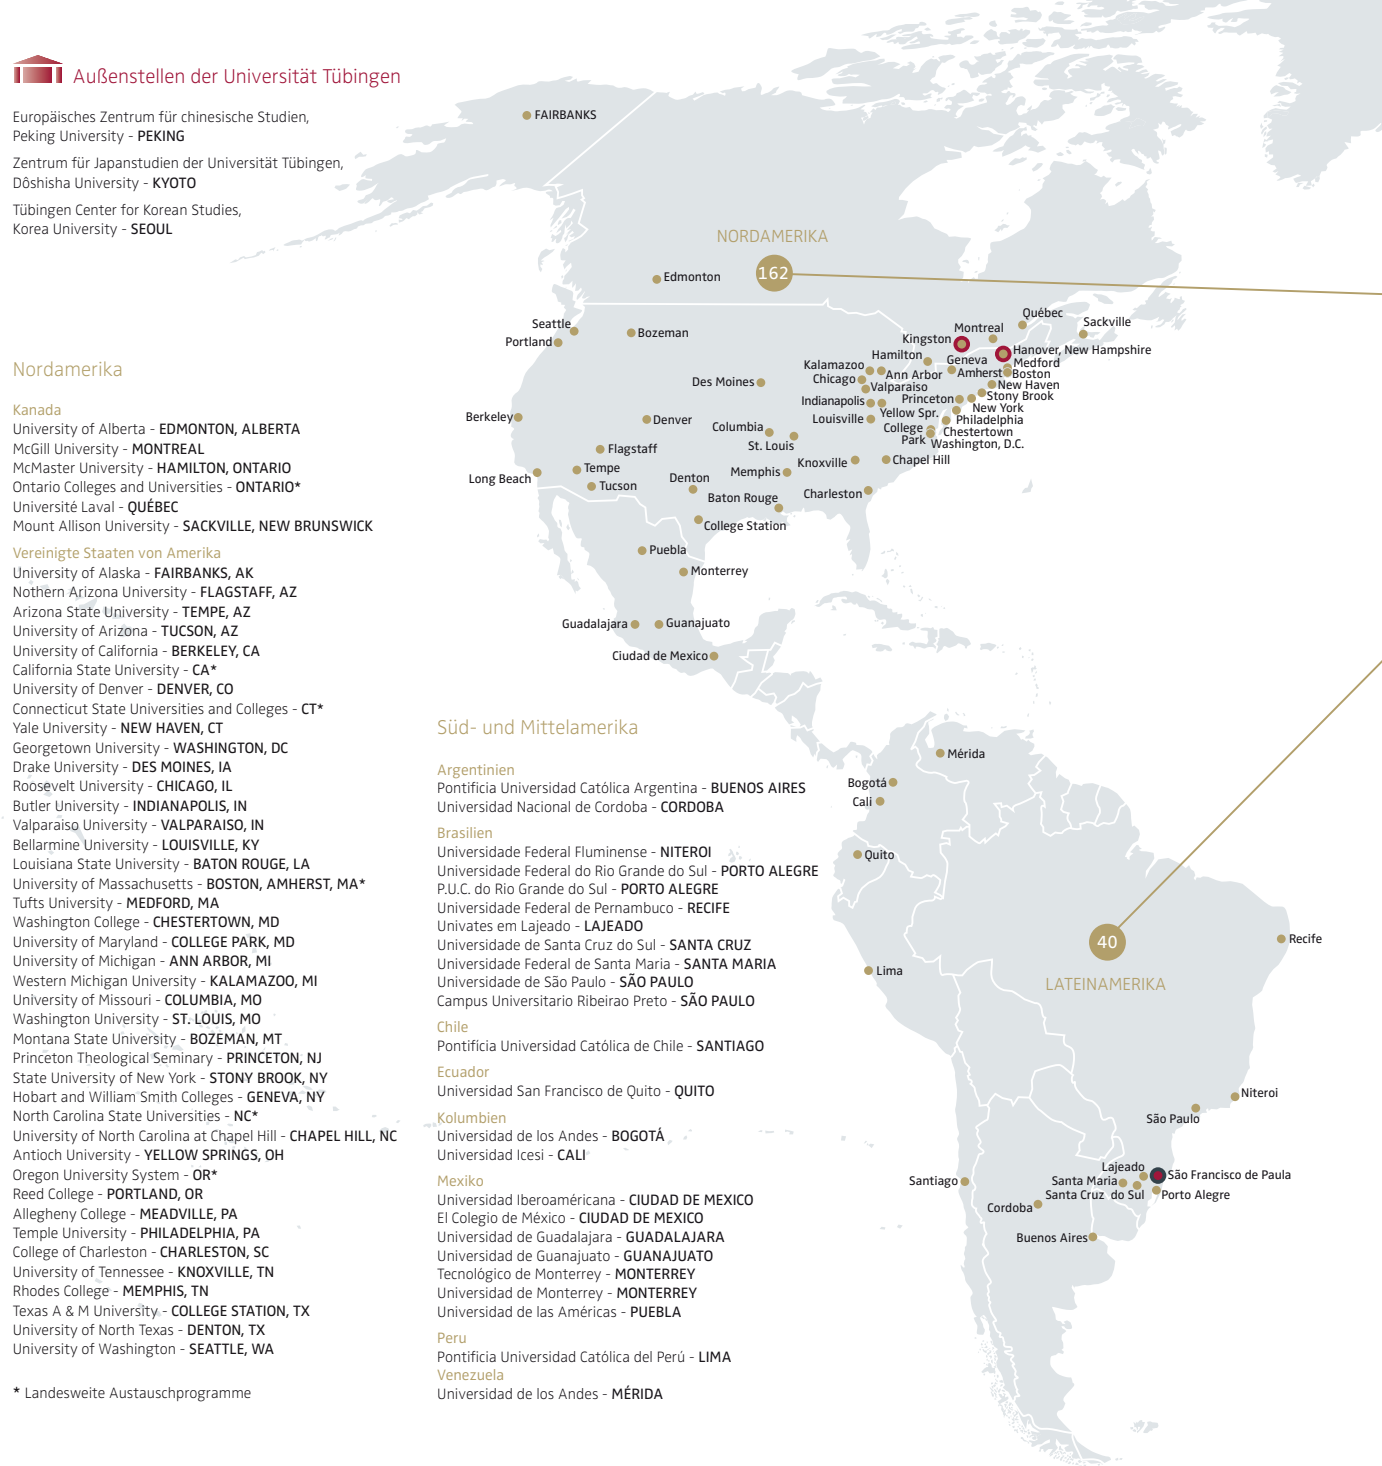 Außenstellen der Universität Tübingen
Europäisches Zentrum für chinesische Studien,
Peking University - PEKING
Zentrum für Japanstudien der Universität Tübingen,
Dôshisha University - KYOTO
Tübingen Center for Korean Studies,
Korea University - SEOUL
Nordamerika
Kanada
University of Alberta - EDMONTON, ALBERTA
McGill University - MONTREAL
McMaster University - HAMILTON, ONTARIO
Ontario Colleges and Universities - ONTARIO*
Université Laval - QUÉBEC
Mount Allison University - SACKVILLE, NEW BRUNSWICK
Vereinigte Staaten von Amerika
University of Alaska - FAIRBANKS, AK
Nothern Arizona University - FLAGSTAFF, AZ
Arizona State University - TEMPE, AZ
University of Arizona - TUCSON, AZ
University of California - BERKELEY, CA
California State University - CA*
University of Denver - DENVER, CO
Connecticut State Universities and Colleges - CT*
Yale University - NEW HAVEN, CT
Georgetown University - WASHINGTON, DC
Drake University - DES MOINES, IA
Roosevelt University - CHICAGO, IL
Butler University - INDIANAPOLIS, IN
Valparaiso University - VALPARAISO, IN
Bellarmine University - LOUISVILLE, KY
Louisiana State University - BATON ROUGE, LA
University of Massachusetts - BOSTON, AMHERST, MA*
Tufts University - MEDFORD, MA
Washington College - CHESTERTOWN, MD
University of Maryland - COLLEGE PARK, MD
University of Michigan - ANN ARBOR, MI
Western Michigan University - KALAMAZOO, MI
University of Missouri - COLUMBIA, MO
Washington University - ST. LOUIS, MO
Montana State University - BOZEMAN, MT
Princeton Theological Seminary - PRINCETON, NJ
State University of New York - STONY BROOK, NY
Hobart and William Smith Colleges - GENEVA, NY
North Carolina State Universities - NC*
University of North Carolina at Chapel Hill - CHAPEL HILL, NC
Antioch University - YELLOW SPRINGS, OH
Oregon University System - OR*
Reed College - PORTLAND, OR
Allegheny College - MEADVILLE, PA
Temple University - PHILADELPHIA, PA
College of Charleston - CHARLESTON, SC
University of Tennessee - KNOXVILLE, TN
Rhodes College - MEMPHIS, TN
Texas A & M University - COLLEGE STATION, TX
University of North Texas - DENTON, TX
University of Washington - SEATTLE, WA
* Landesweite Austauschprogramme
Süd- und Mittelamerika
Argentinien
Pontificia Universidad Católica Argentina - BUENOS AIRES
Universidad Nacional de Cordoba - CORDOBA
Brasilien
Universidade Federal Fluminense - NITEROI
Universidade Federal do Rio Grande do Sul - PORTO ALEGRE
P.U.C. do Rio Grande do Sul - PORTO ALEGRE
Universidade Federal de Pernambuco - RECIFE
Univates em Lajeado - LAJEADO
Universidade de Santa Cruz do Sul - SANTA CRUZ
Universidade Federal de Santa Maria - SANTA MARIA
Universidade de São Paulo - SÃO PAULO
Campus Universitario Ribeirao Preto - SÃO PAULO
Chile
Pontificia Universidad Católica de Chile - SANTIAGO
Ecuador
Universidad San Francisco de Quito - QUITO
Kolumbien
Universidad de los Andes - BOGOTÁ
Universidad Icesi - CALI
Mexiko
Universidad Iberoaméricana - CIUDAD DE MEXICO
El Colegio de México - CIUDAD DE MEXICO
Universidad de Guadalajara - GUADALAJARA
Universidad de Guanajuato - GUANAJUATO
Tecnológico de Monterrey - MONTERREY
Universidad de Monterrey - MONTERREY
Universidad de las Américas - PUEBLA
Peru
Pontificia Universidad Católica del Perú - LIMA
Venezuela
Universidad de los Andes - MÉRIDA
FAIRBANKS
NORDAMERIKA
162
Edmonton
Seattle
Portland
Bozeman
Québec
Sackville
Montreal
Kingston
Hanover, New Hampshire
Hamilton
Geneva
Medford
Kalamazoo
Ann Arbor
Amherst
Boston
Chicago
Valparaiso
New Haven
Des Moines
Princeton
Stony Brook
Indianapolis
Yellow Spr.
New York
Berkeley
Denver
Louisville
Philadelphia
Columbia
College
Park
Chestertown
Washington, D.C.
St. Louis
Flagstaff
Knoxville
Chapel Hill
Tempe
Memphis
Long Beach
Denton
Tucson
Baton Rouge
Charleston
College Station
Puebla
Monterrey
Guadalajara
Guanajuato
Ciudad de Mexico
Mérida
Bogotá
Cali
Quito
40
Recife
Lima
LATEINAMERIKA
Niteroi
São Paulo
Lajeado
São Francisco de Paula
Santiago
Santa Maria
Santa Cruz do Sul
Porto Alegre
Cordoba
Buenos Aires